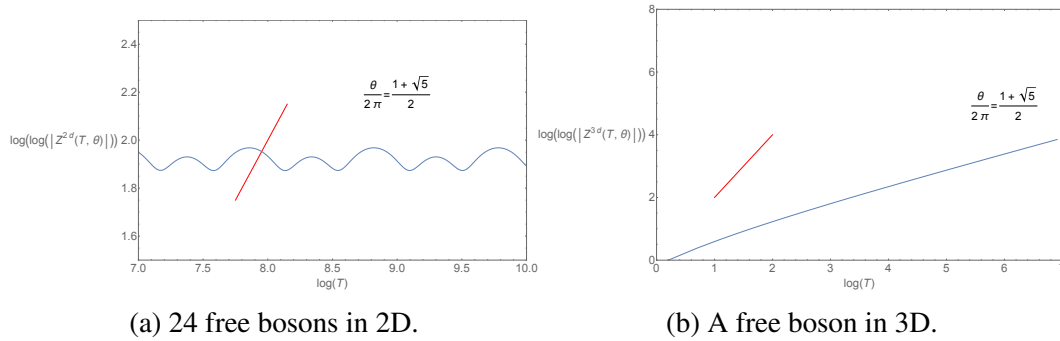 2.4
2.2
log(log(|Z^{2d}(T, θ)|)) 2.0
1.8
1.6
7.0 7.5 8.0 8.5 9.0 9.5 10.0
log(T)
θ/2π = (1+√5)/2
(a) 24 free bosons in 2D.
8
6
log(log(|Z^{3d}(T, θ)|)) 4
2
0
0 1 2 3 4 5 6 7
log(T)
θ/2π = (1+√5)/2
(b) A free boson in 3D.